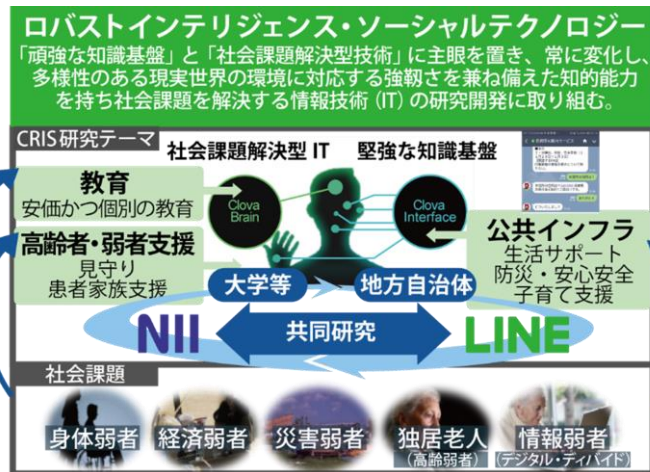 ロバストインテリジェンス・ソーシャルテクノロジー
「頑強な知識基盤」と「社会課題解決型技術」に主眼を置き、常に変化し、
多様性のある現実世界の環境に対応する強靱さを兼ね備えた知的能力
を持ち社会課題を解決する情報技術（IT）の研究開発に取り組む。
CRIS研究テーマ
社会課題解決型 IT
堅強な知識基盤
教育
安価かつ個別の教育
Clova
Brain
Clova
Interface
高齢者・弱者支援
見守り
患者家族支援
公共インフラ
生活サポート
防災・安心安全
子育て支援
大学等
地方自治体
NII
共同研究
LINE
社会課題
身体弱者
経済弱者
災害弱者
独居老人
（高齢弱者）
情報弱者
（デジタル・ディバイド）